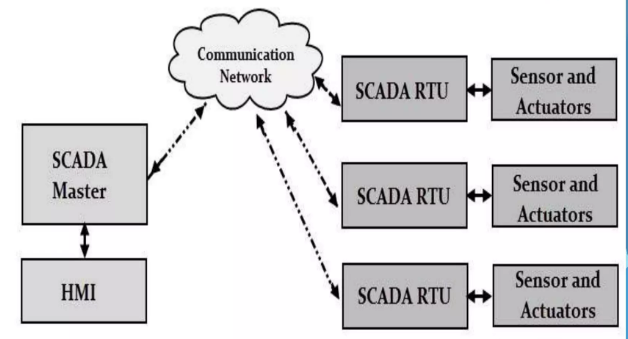 Communication
Network
SCADA RTU
Sensor and
Actuators
SCADA
Master
SCADA RTU
Sensor and
Actuators
HMI
SCADA RTU
Sensor and
Actuators